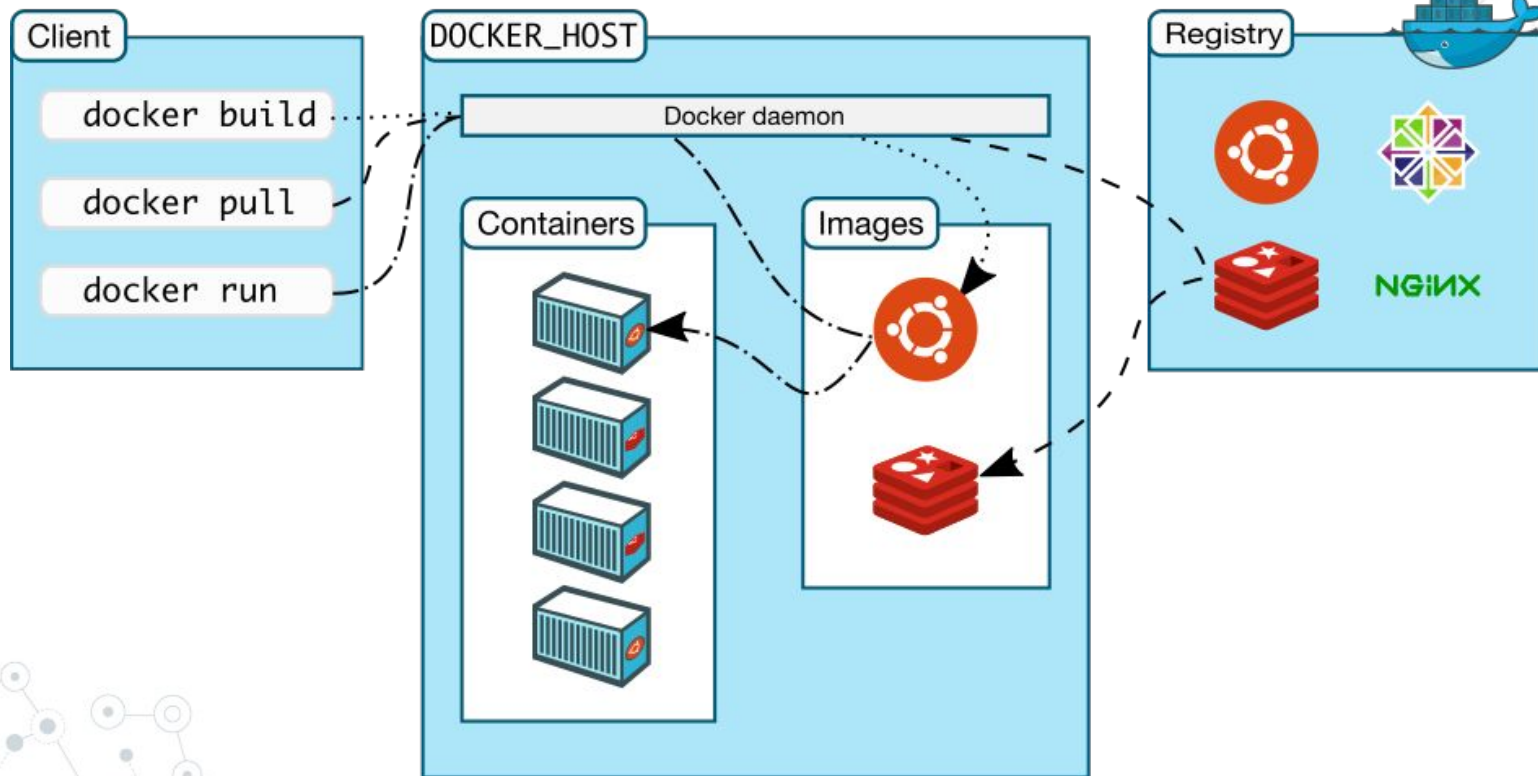 Client
docker build
docker pull
docker run
DOCKER_HOST
Docker daemon
Containers
Images
Registry
NGiNX